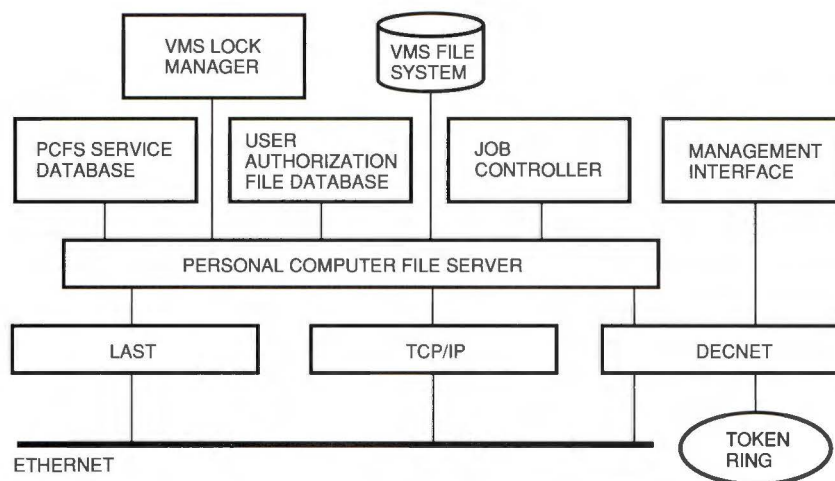 VMS LOCK
MANAGER
VMS FILE
SYSTEM
PCFS SERVICE
DATABASE
USER
AUTHORIZATION
FILE DATABASE
JOB
CONTROLLER
MANAGEMENT
INTERFACE
PERSONAL COMPUTER FILE SERVER
LAST
TCP/IP
DECNET
ETHERNET
TOKEN
RING